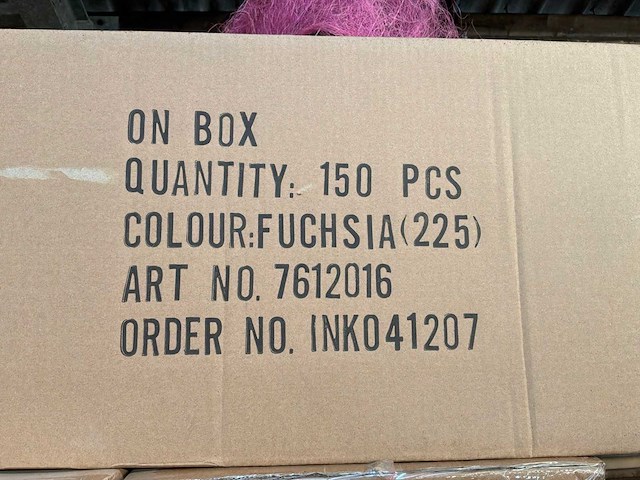 ON BOX
QUANTITY: 150 PCS
COLOUR:FUCHSIA(225)
ART NO. 7612016
ORDER NO. INK041207